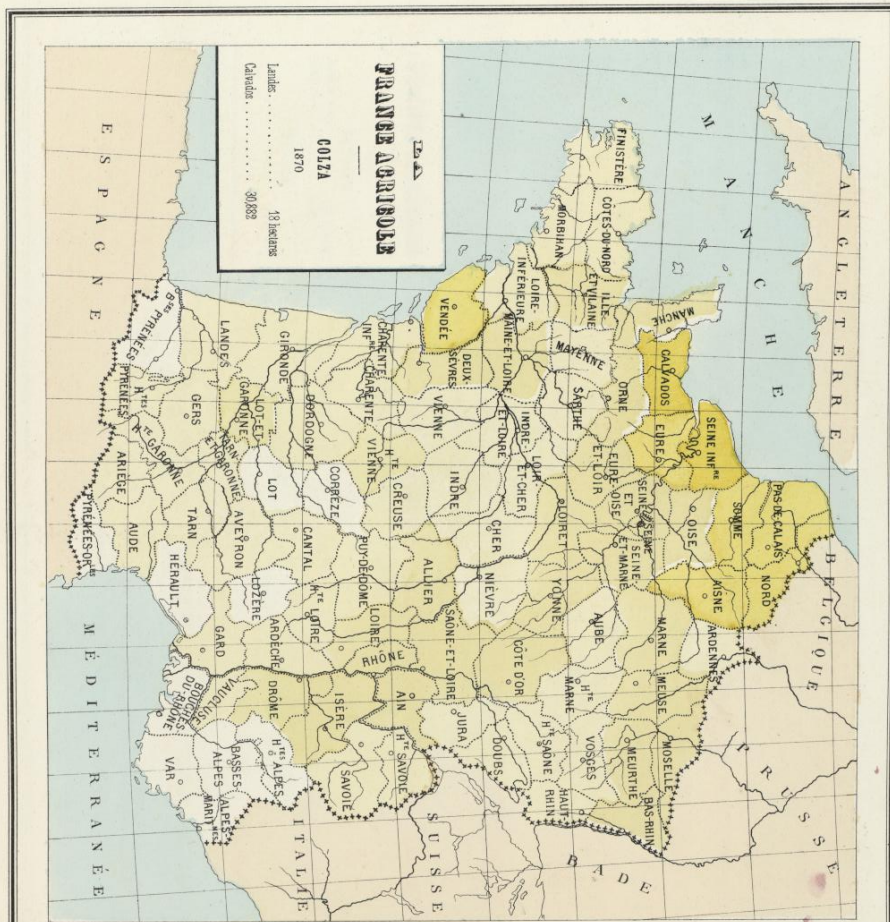 LA
FRANCE AGRICOLE
COLZA
1870
Landes. . . . . . . . . . . . . 18 hectares
Calvados. . . . . . . . . . . . 30,882
ANGLETERRE
MANCHE
BELGIQUE
PRUSSE
BADE
SUISSE
ITALIE
MÉDITERRANÉE
ESPAGNE
PAS-DE-CALAIS
NORD
SOMME
SEINE INFRE
AISNE
OISE
ARDENNES
EURE
CALVADOS
MANCHE
SEINE
ET
OISE
SEINE
SEINE
ET-MARNE
MARNE
MEUSE
MOSELLE
MEURTHE
BAS-RHIN
FINISTÈRE
CÔTES-DU-NORD
MORBIHAN
ILLE-
ET-VILAINE
MAYENNE
ORNE
SARTHE
EURE-
ET-LOIR
LOIRET
YONNE
AUBE
HTE
MARNE
VOSGES
HAUT-
RHIN
HTE SAÔNE
LOIRE
INFÉRIEURE
MAINE-ET-LOIRE
INDRE-
ET-LOIRE
LOIR-
ET-CHER
CHER
NIÈVRE
CÔTE D'OR
DOUBS
JURA
SAÔNE-ET-LOIRE
VENDÉE
DEUX-
SÈVRES
VIENNE
INDRE
ALLIER
CHARENTE
INFRE
CHARENTE
HTE
VIENNE
CREUSE
PUY-DE-DÔME
LOIRE
RHÔNE
AIN
HTE SAVOIE
SAVOIE
ISÈRE
GIRONDE
DORDOGNE
CORRÈZE
CANTAL
HTE
LOIRE
ARDÈCHE
DRÔME
HTES
ALPES
LOT-ET-
GARONNE
LOT
AVEYRON
LOZÈRE
GARD
VAUCLUSE
BASSES
ALPES
ALPES-
MARITMES
LANDES
GERS
TARN-
ET-
GARONNE
TARN
HÉRAULT
BOUCHES
DU-
RHÔNE
VAR
BSES PYRÉNÉES
HTES
PYRÉNÉES
HTE GARONNE
ARIÈGE
AUDE
PYRÉNÉES-ORLES